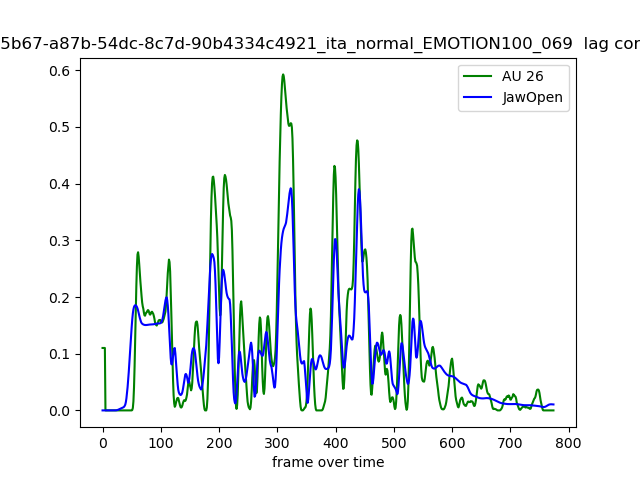 5b67-a87b-54dc-8c7d-90b4334c4921_ita_normal_EMOTION100_069 lag cor
AU 26
JawOpen
0.6
0.5
0.4
0.3
0.2
0.1
0.0
0 100 200 300 400 500 600 700 800
frame over time